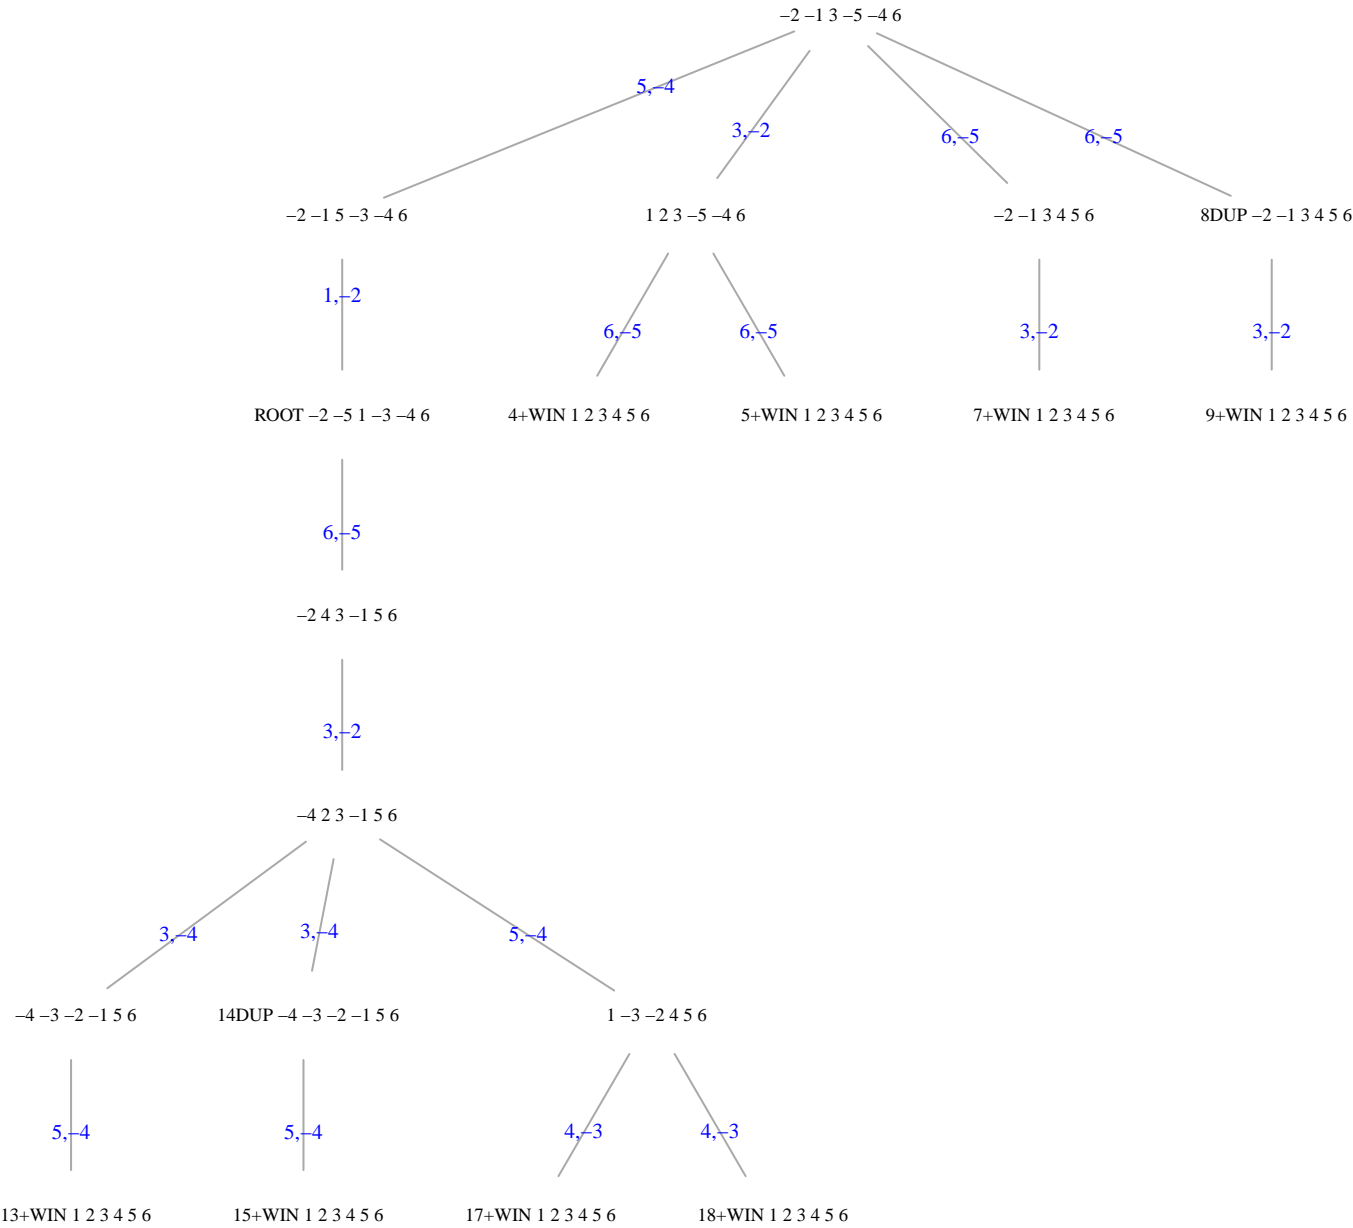 –2 –1 3 –5 –4 6
5,–4
3,–2
6,–5
6,–5
–2 –1 5 –3 –4 6
1 2 3 –5 –4 6
–2 –1 3 4 5 6
8DUP –2 –1 3 4 5 6
1,–2
6,–5
6,–5
3,–2
3,–2
ROOT –2 –5 1 –3 –4 6
4+WIN 1 2 3 4 5 6
5+WIN 1 2 3 4 5 6
7+WIN 1 2 3 4 5 6
9+WIN 1 2 3 4 5 6
6,–5
–2 4 3 –1 5 6
3,–2
–4 2 3 –1 5 6
3,–4
3,–4
5,–4
–4 –3 –2 –1 5 6
14DUP –4 –3 –2 –1 5 6
1 –3 –2 4 5 6
5,–4
5,–4
4,–3
4,–3
13+WIN 1 2 3 4 5 6
15+WIN 1 2 3 4 5 6
17+WIN 1 2 3 4 5 6
18+WIN 1 2 3 4 5 6